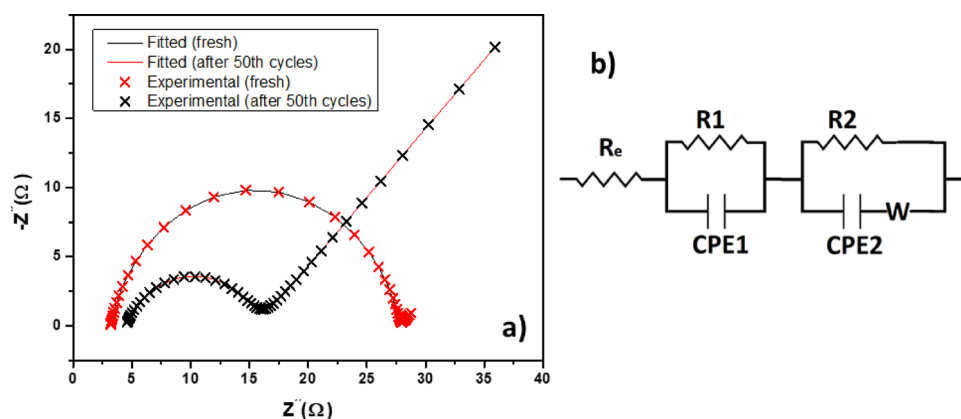 Fitted (fresh)
Fitted (after 50th cycles)
Experimental (fresh)
Experimental (after 50th cycles)
20
15
10
5
0
-Z''(Ω)
0 5 10 15 20 25 30 35 40
Z''(Ω)
a)
b)
Re
R1
R2
CPE1
CPE2
W